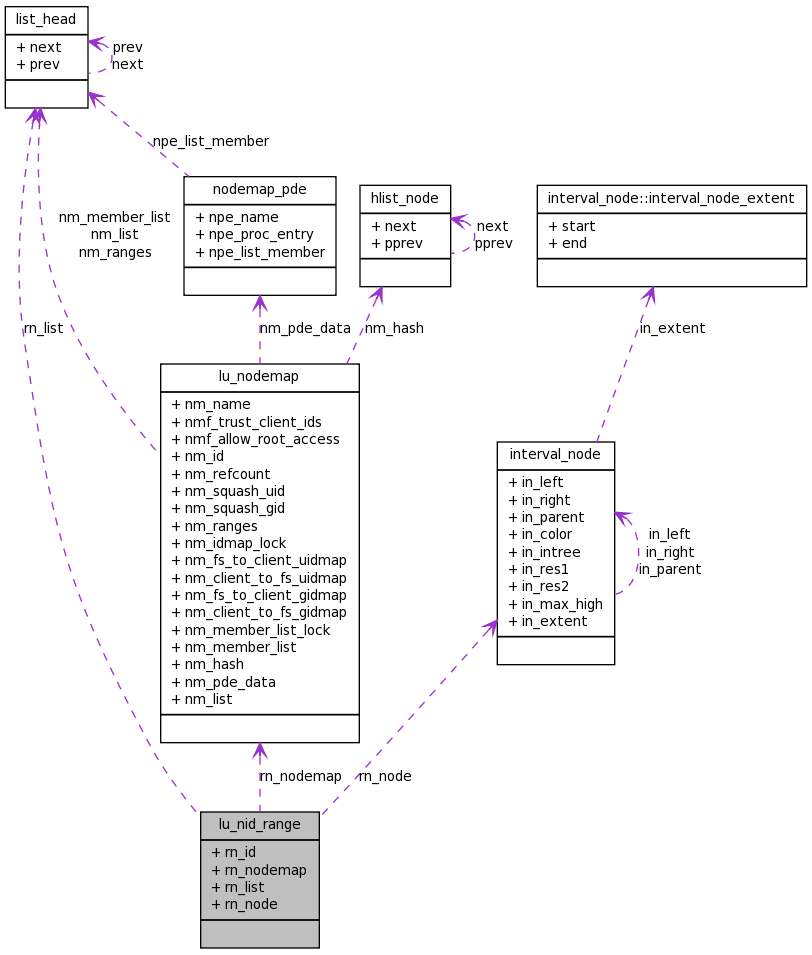 list_head
+ next
+ prev
prev
next
npe_list_member
nodemap_pde
+ npe_name
+ npe_proc_entry
+ npe_list_member
hlist_node
+ next
+ pprev
next
pprev
interval_node::interval_node_extent
+ start
+ end
nm_member_list
nm_list
nm_ranges
rn_list
nm_pde_data
nm_hash
in_extent
lu_nodemap
+ nm_name
+ nmf_trust_client_ids
+ nmf_allow_root_access
+ nm_id
+ nm_refcount
+ nm_squash_uid
+ nm_squash_gid
+ nm_ranges
+ nm_idmap_lock
+ nm_fs_to_client_uidmap
+ nm_client_to_fs_uidmap
+ nm_fs_to_client_gidmap
+ nm_client_to_fs_gidmap
+ nm_member_list_lock
+ nm_member_list
+ nm_hash
+ nm_pde_data
+ nm_list
interval_node
+ in_left
+ in_right
+ in_parent
+ in_color
+ in_intree
+ in_res1
+ in_res2
+ in_max_high
+ in_extent
in_left
in_right
in_parent
rn_nodemap
rn_node
lu_nid_range
+ rn_id
+ rn_nodemap
+ rn_list
+ rn_node